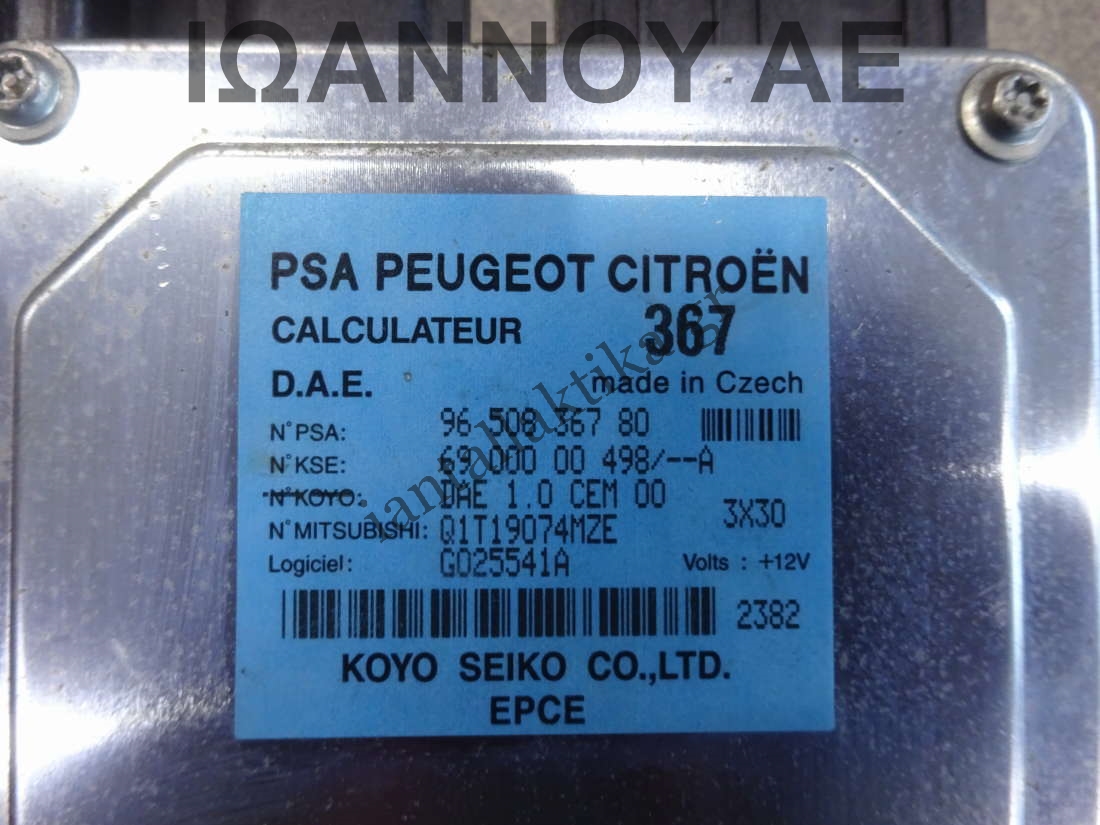 ΙΩΑΝΝΟΥ ΑΕ
PSA PEUGEOT CITROËN
CALCULATEUR 367
D.A.E. made in Czech
N°PSA: 96 508 367 80
N°KSE: 69 000 00 498/--A
N°KOYO: DAE 1.0 CEM 00
3X30
N°MITSUBISHI: Q1T19074MZE
Logiciel: G025541A Volts : +12V
2382
KOYO SEIKO CO.,LTD.
EPCE